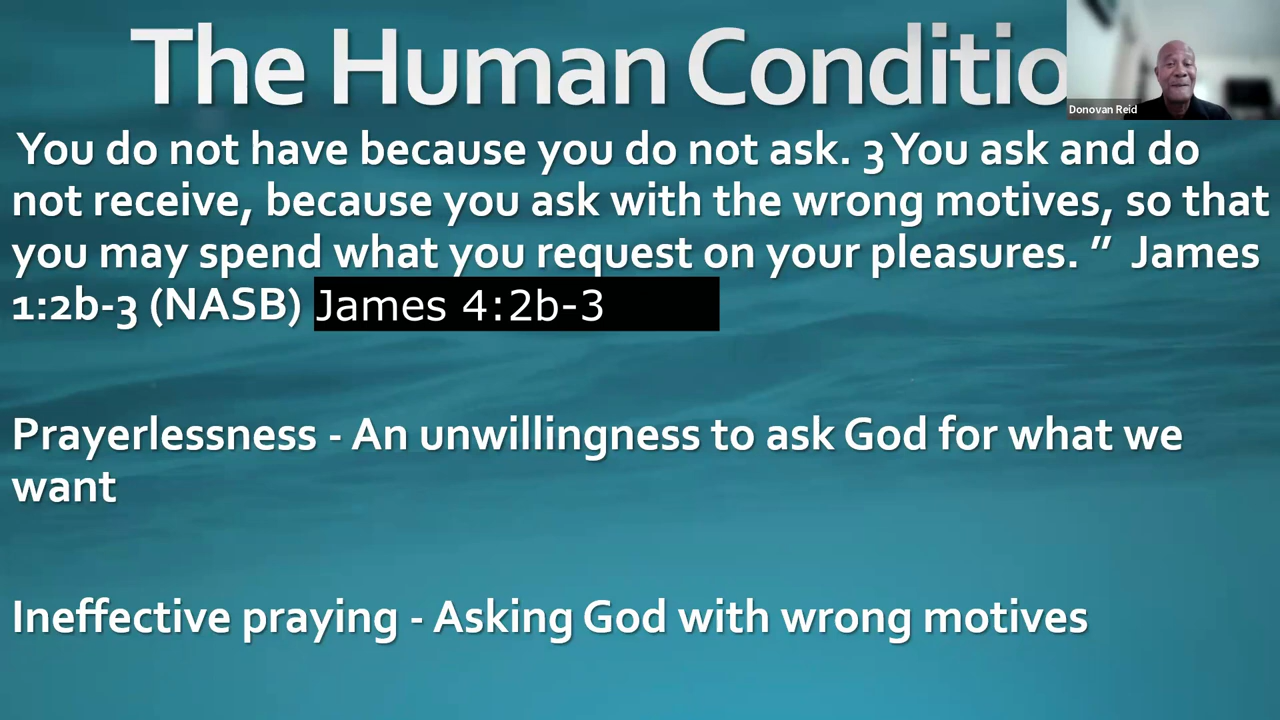 The Human Conditio
Donovan Reid
You do not have because you do not ask. 3 You ask and do
not receive, because you ask with the wrong motives, so that
you may spend what you request on your pleasures. ” James
1:2b-3 (NASB) James 4:2b-3
Prayerlessness - An unwillingness to ask God for what we
want
Ineffective praying - Asking God with wrong motives